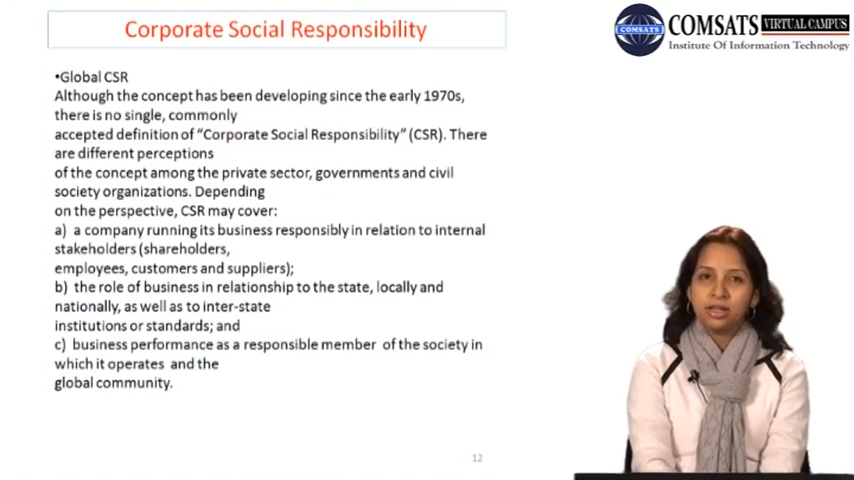 Corporate Social Responsibility
COMSATS VIRTUAL CAMPUS
Institute Of Information Technology
COMSATS
•Global CSR
Although the concept has been developing since the early 1970s,
there is no single, commonly
accepted definition of “Corporate Social Responsibility” (CSR). There
are different perceptions
of the concept among the private sector, governments and civil
society organizations. Depending
on the perspective, CSR may cover:
a) a company running its business responsibly in relation to internal
stakeholders (shareholders,
employees, customers and suppliers);
b) the role of business in relationship to the state, locally and
nationally, as well as to inter-state
institutions or standards; and
c) business performance as a responsible member of the society in
which it operates and the
global community.
12